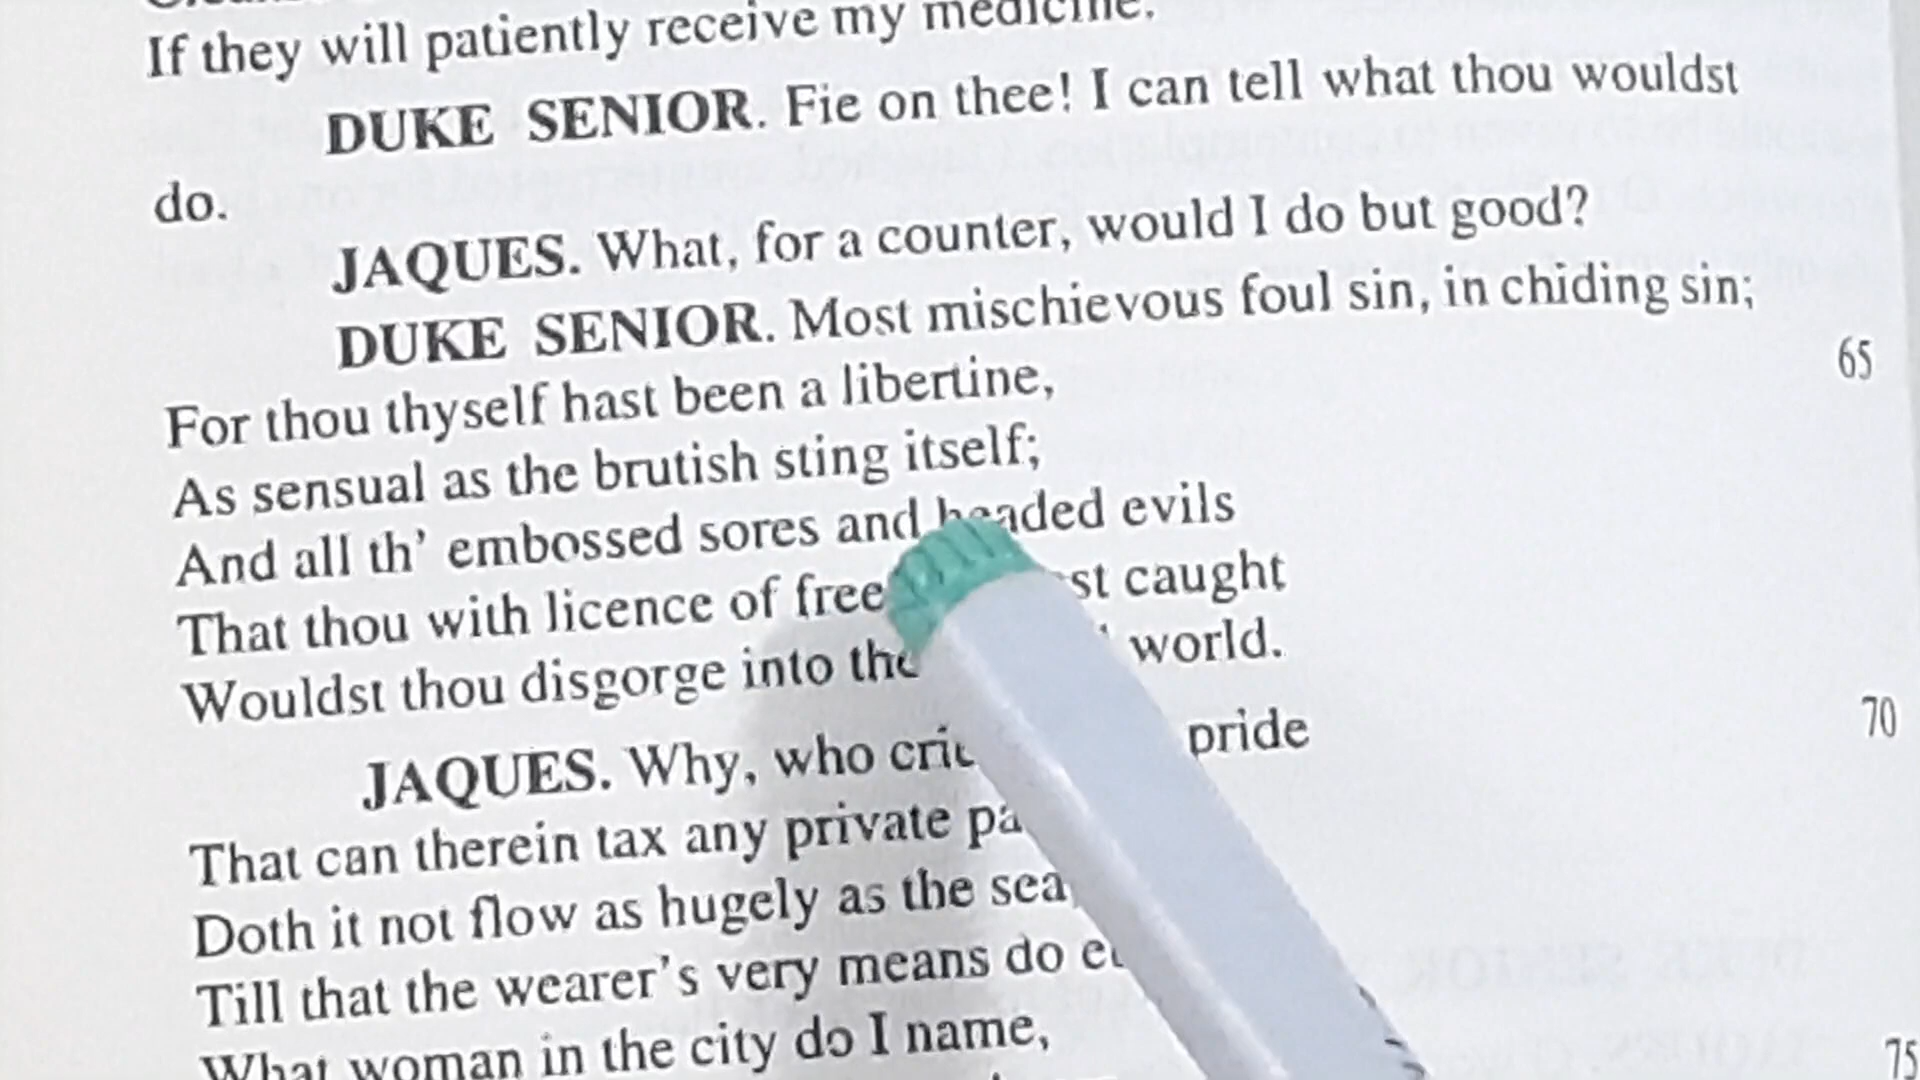 If they will patiently receive my medicine.
DUKE SENIOR. Fie on thee! I can tell what thou wouldst
do.
JAQUES. What, for a counter, would I do but good?
DUKE SENIOR. Most mischievous foul sin, in chiding sin;
For thou thyself hast been a libertine, 65
As sensual as the brutish sting itself;
And all th' embossed sores and headed evils
That thou with licence of caught
Wouldst thou disgorge into world.
JAQUES. Why, who pride 70
That can therein tax any private
Doth it not flow as hugely as the sea
Till that the wearer's very means do
What woman in the city do I name, 75